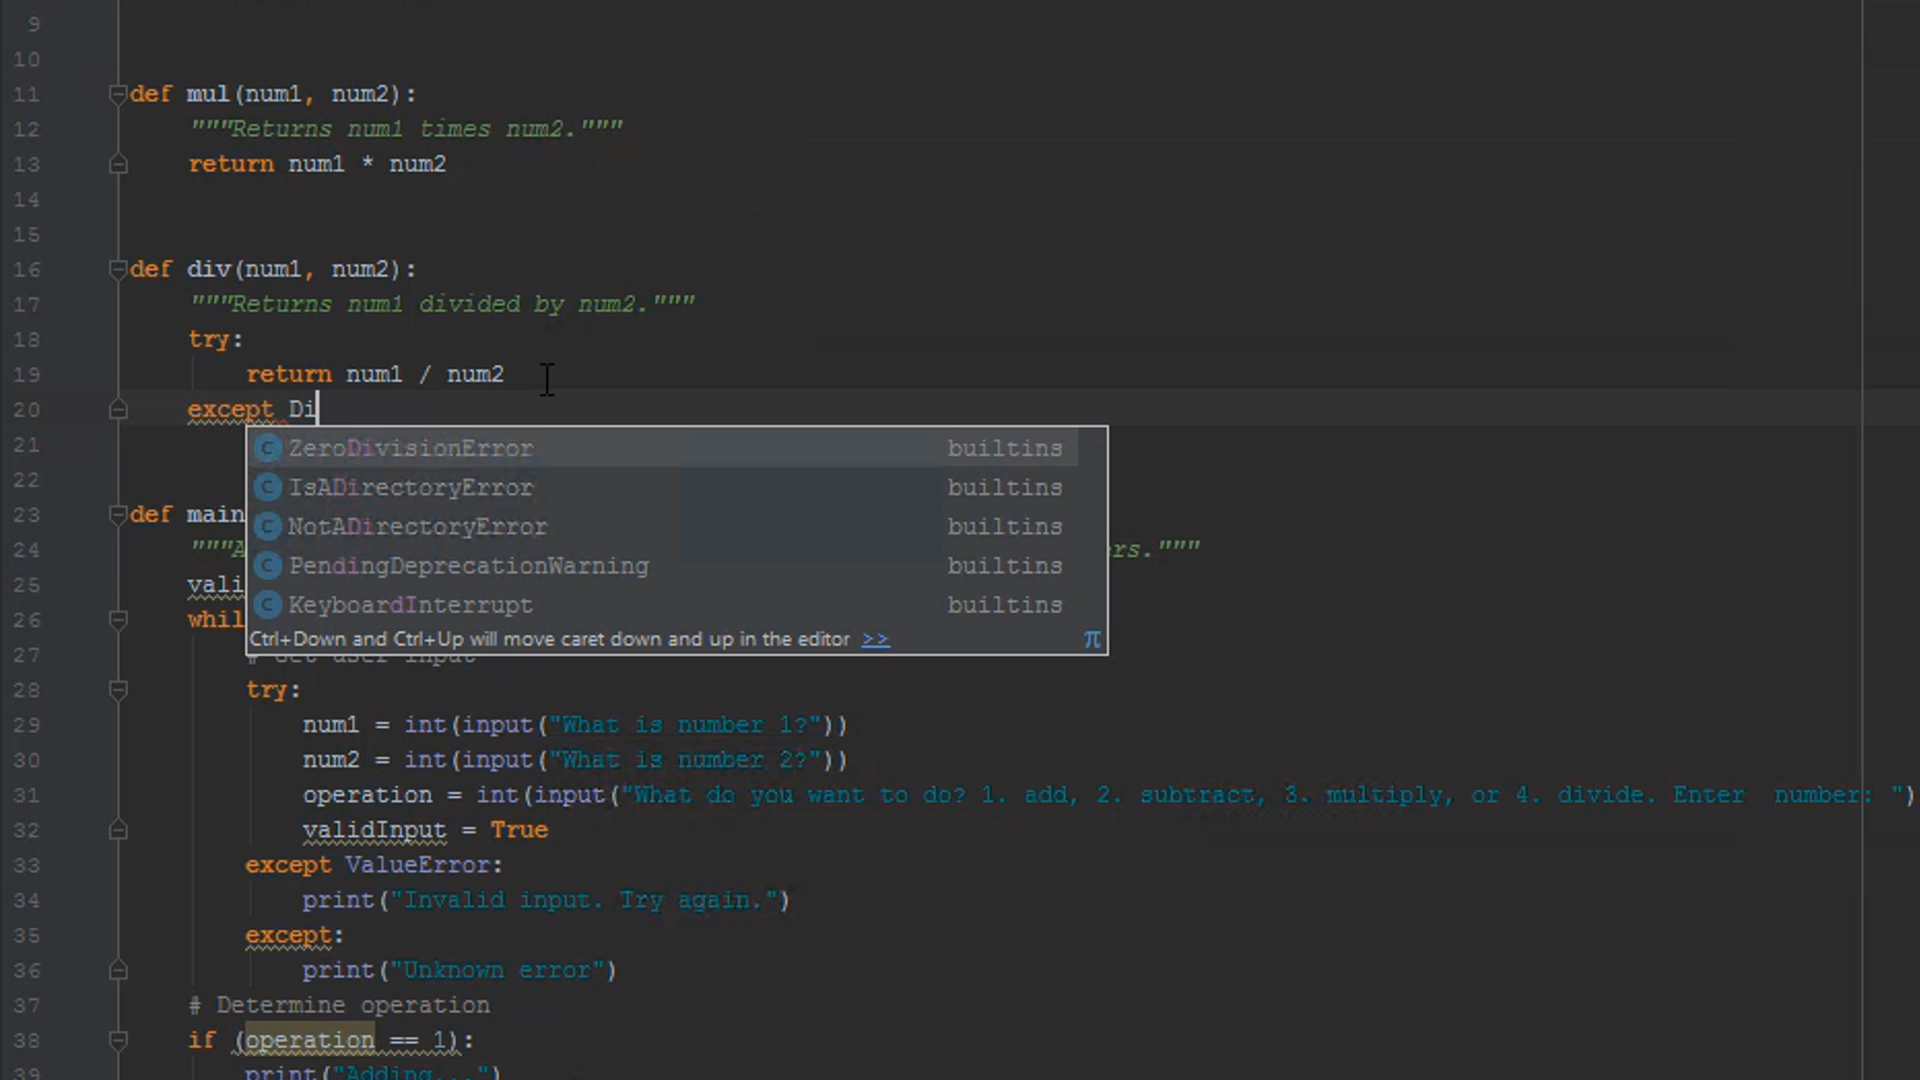 9
10
11 def mul(num1, num2):
12 """Returns num1 times num2."""
13 return num1 * num2
14
15
16 def div(num1, num2):
17 """Returns num1 divided by num2."""
18 try:
19 return num1 / num2
20 except Di
21 ZeroDivisionError builtins
22 IsADirectoryError builtins
23 def main NotADirectoryError builtins
24 """A PendingDeprecationWarning builtins ers."""
25 vali KeyboardInterrupt builtins
26 whil Ctrl+Down and Ctrl+Up will move caret down and up in the editor >> π
27 # Get user input
28 try:
29 num1 = int(input("What is number 1?"))
30 num2 = int(input("What is number 2?"))
31 operation = int(input("What do you want to do? 1. add, 2. subtract, 3. multiply, or 4. divide. Enter  number: ")
32 validInput = True
33 except ValueError:
34 print("Invalid input. Try again.")
35 except:
36 print("Unknown error")
37 # Determine operation
38 if (operation == 1):
39 print("Adding...")